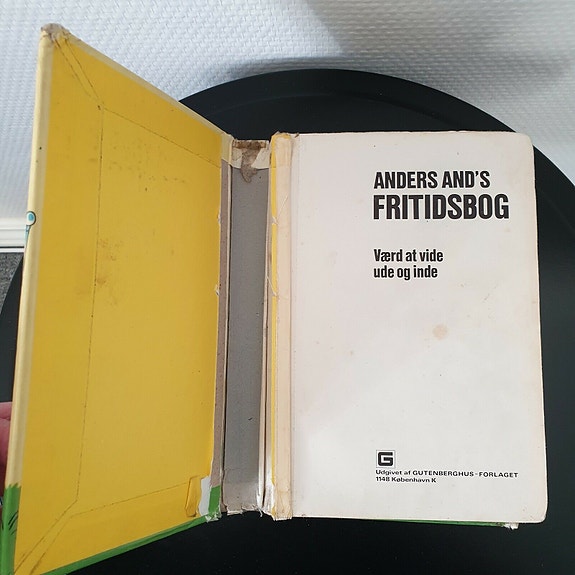 ANDERS AND'S
FRITIDSBOG
Værd at vide
ude og inde
G
Udgivet af GUTENBERGHUS-FORLAGET
1148 København K